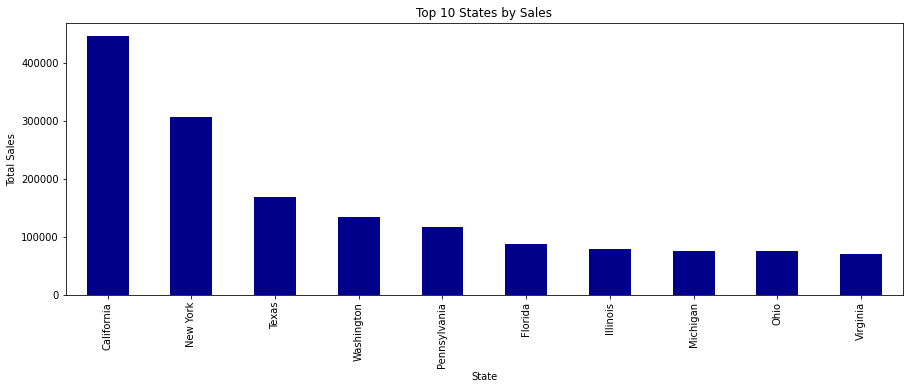 Top 10 States by Sales
Total Sales
400000
300000
200000
100000
0
California
New York
Texas
Washington
Pennsylvania
Florida
Illinois
Michigan
Ohio
Virginia
State